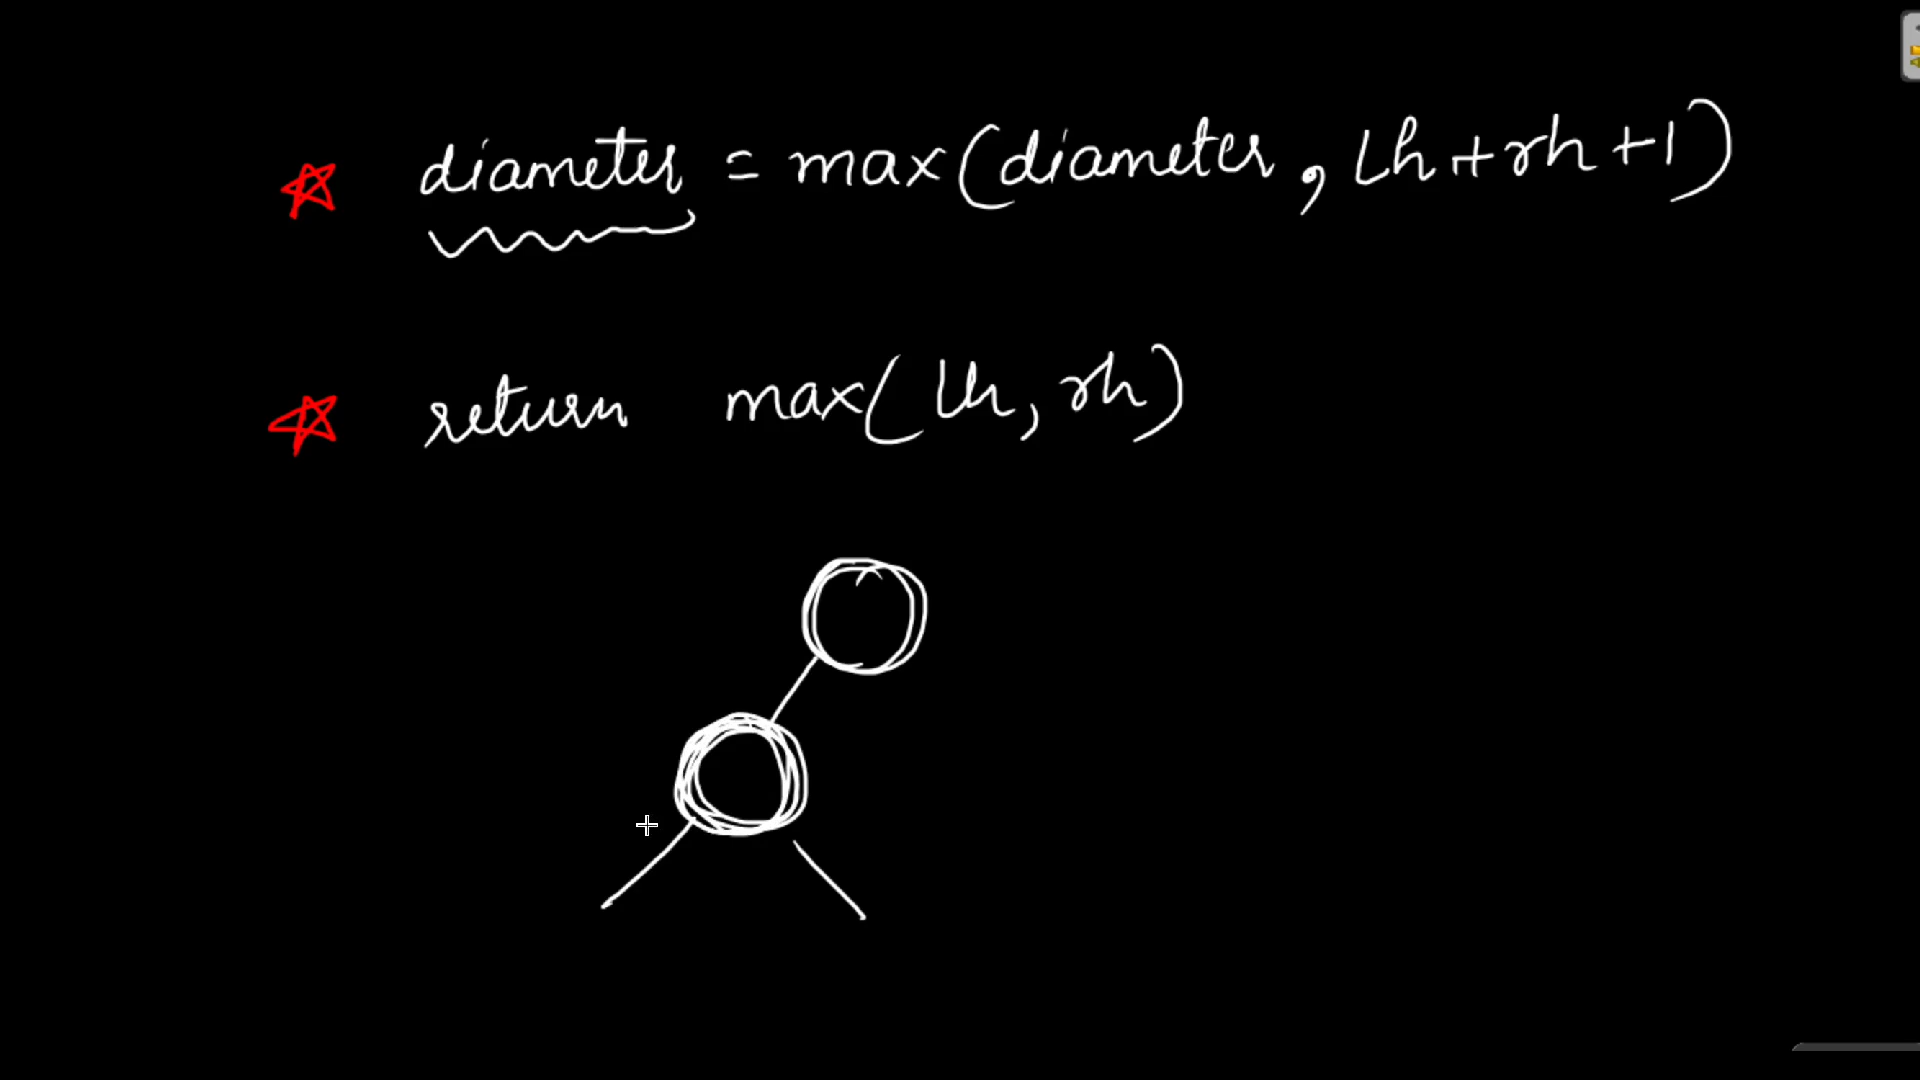 diameter = max(diameter, lh+rh+1)
return max(lh, rh)